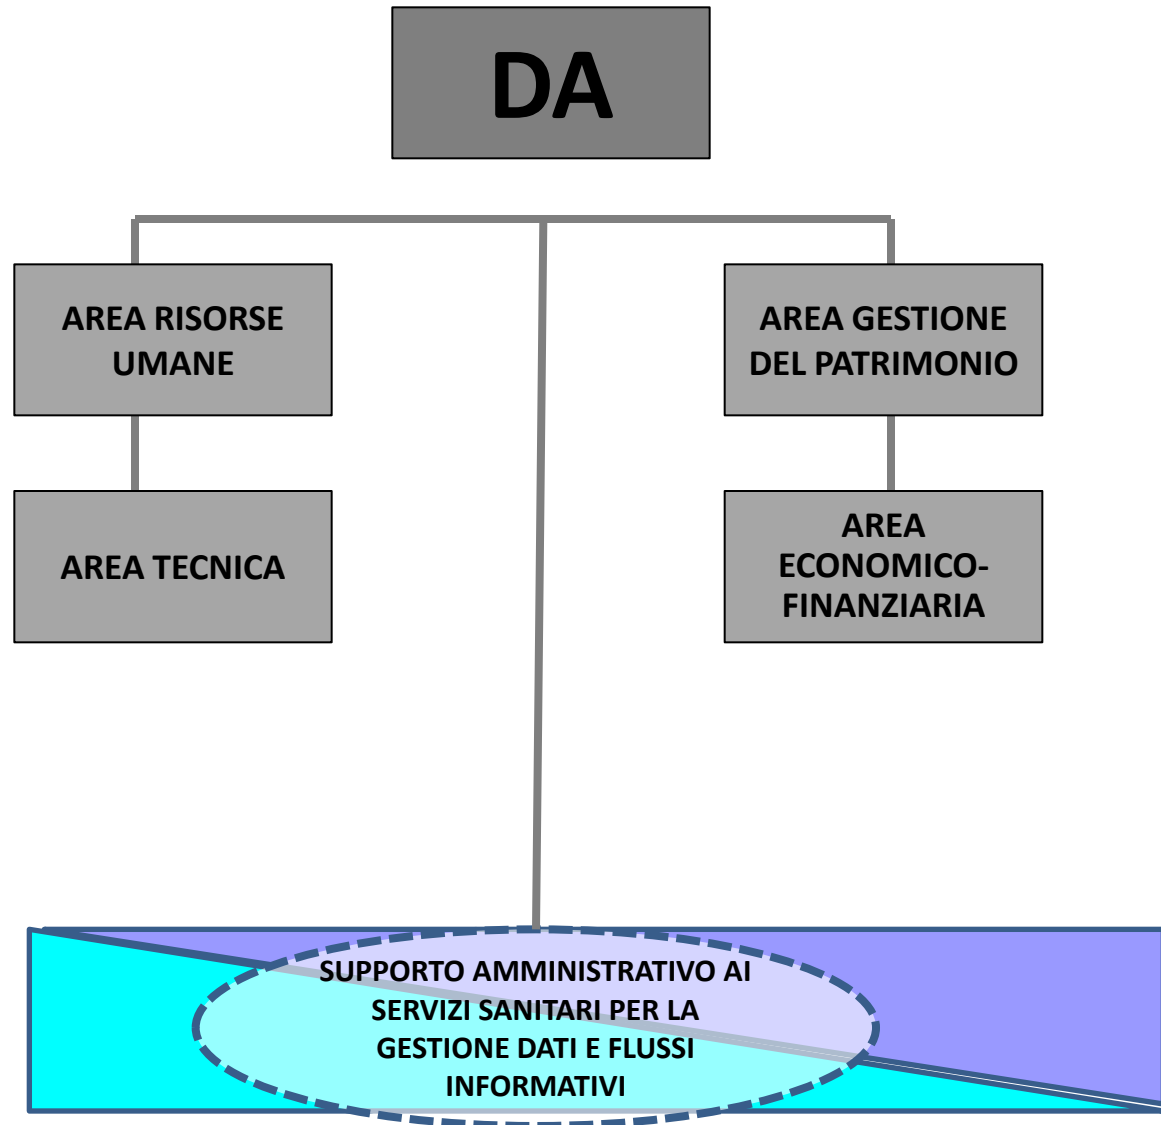 DA
AREA RISORSE
UMANE
AREA GESTIONE
DEL PATRIMONIO
AREA TECNICA
AREA
ECONOMICO-
FINANZIARIA
SUPPORTO AMMINISTRATIVO AI
SERVIZI SANITARI PER LA
GESTIONE DATI E FLUSSI
INFORMATIVI